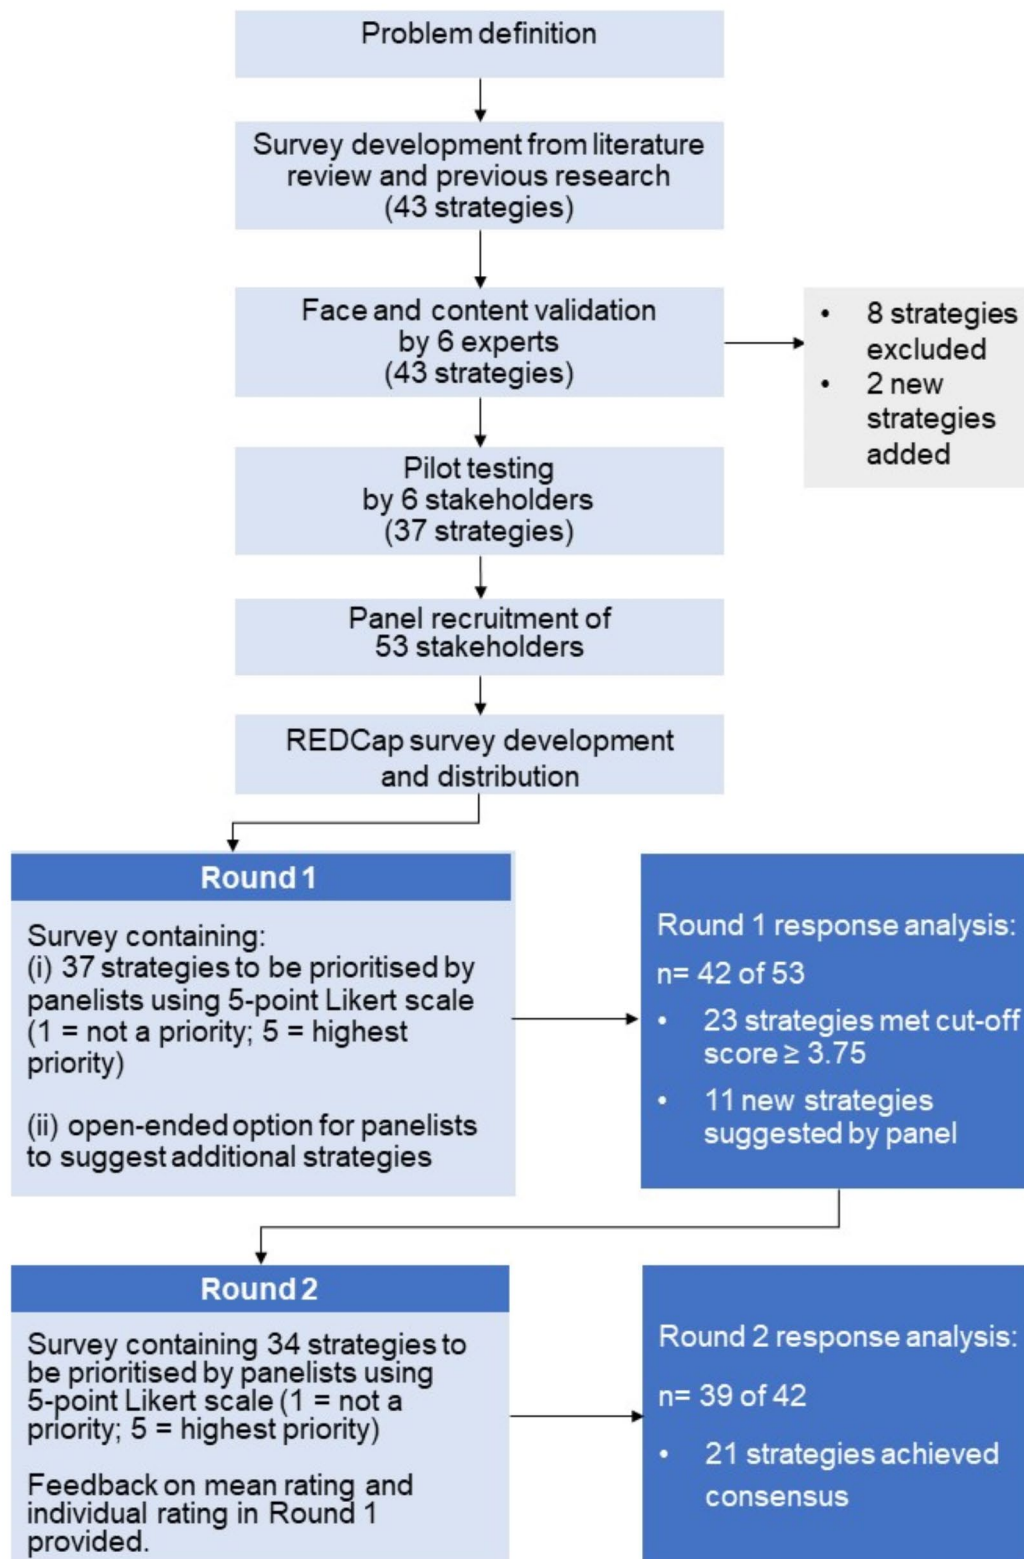 Problem definition
Survey development from literature
review and previous research
(43 strategies)
Face and content validation
by 6 experts
(43 strategies)
• 8 strategies
excluded
• 2 new
strategies
added
Pilot testing
by 6 stakeholders
(37 strategies)
Panel recruitment of
53 stakeholders
REDCap survey development
and distribution
Round 1
Survey containing:
(i) 37 strategies to be prioritised by
panelists using 5-point Likert scale
(1 = not a priority; 5 = highest
priority)
(ii) open-ended option for panelists
to suggest additional strategies
Round 1 response analysis:
n= 42 of 53
• 23 strategies met cut-off
score ≥ 3.75
• 11 new strategies
suggested by panel
Round 2
Survey containing 34 strategies to
be prioritised by panelists using
5-point Likert scale (1 = not a
priority; 5 = highest priority)
Feedback on mean rating and
individual rating in Round 1
provided.
Round 2 response analysis:
n= 39 of 42
• 21 strategies achieved
consensus